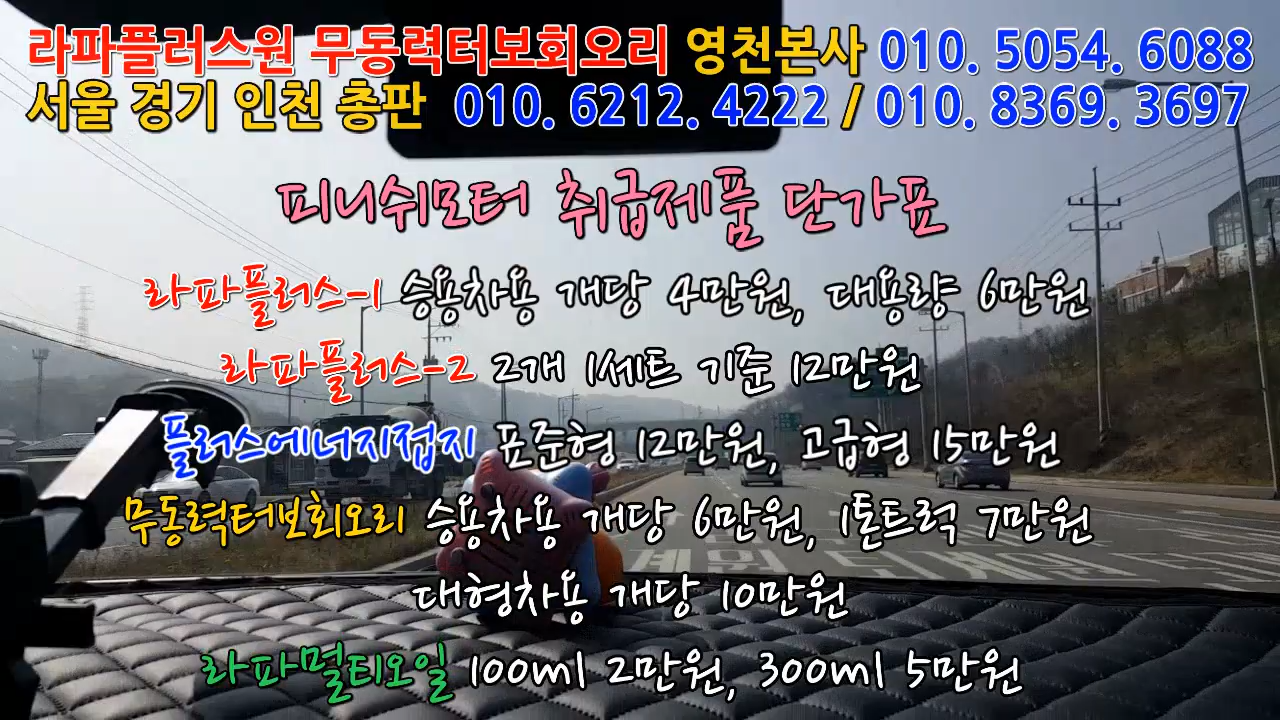 라파플러스원 무동력터보회오리 영천본사 010. 5054. 6088
서울 경기 인천 총판 010. 6212. 4222 / 010. 8369. 3697
피니쉬모터 취급제품 단가표
라파플러스-1 승용차용 개당 4만원, 대용량 6만원
라파플러스-2 2개 1세트 기준 12만원
플러스에너지접지 표준형 12만원, 고급형 15만원
무동력터보회오리 승용차용 개당 6만원, 1톤트럭 7만원
대형차용 개당 10만원
라파멀티오일 100ml 2만원, 300ml 5만원